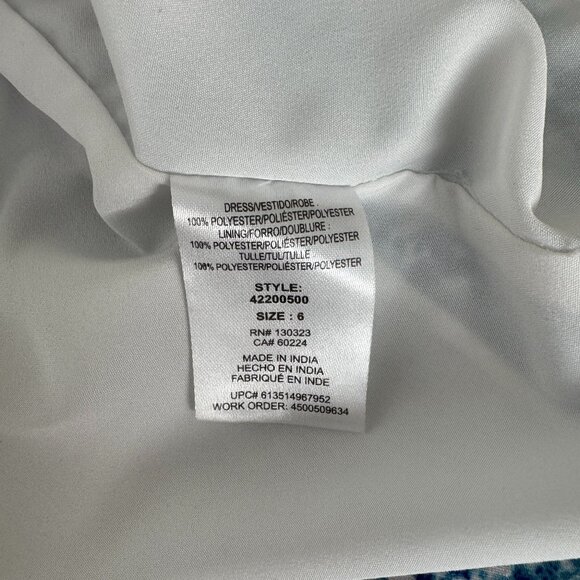 DRESS/VESTIDO/ROBE :
100% POLYESTER/POLIÉSTER/POLYESTER
LINING/FORRO/DOUBLURE :
100% POLYESTER/POLIÉSTER/POLYESTER
TULLE/TUL/TULLE :
100% POLYESTER/POLIÉSTER/POLYESTER
STYLE:
42200500
SIZE : 6
RN# 130323
CA# 60224
MADE IN INDIA
HECHO EN INDIA
FABRIQUÉ EN INDE
UPC# 613514967952
WORK ORDER: 4500509634